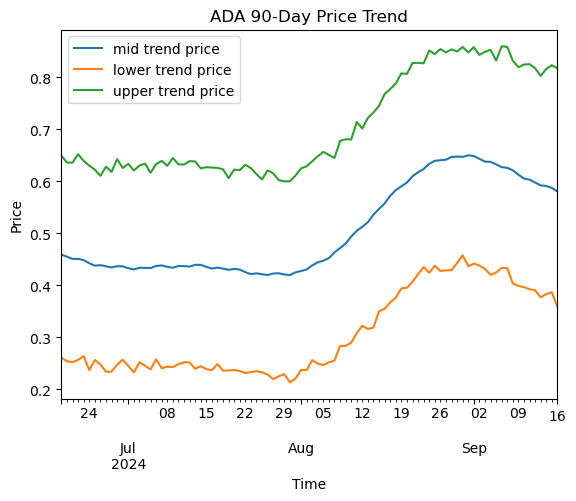 ADA 90-Day Price Trend
mid trend price
lower trend price
upper trend price
Price
0.8
0.7
0.6
0.5
0.4
0.3
0.2
24 08 15 22 29 05 12 19 26 02 09 16
Jul Aug Sep
2024
Time